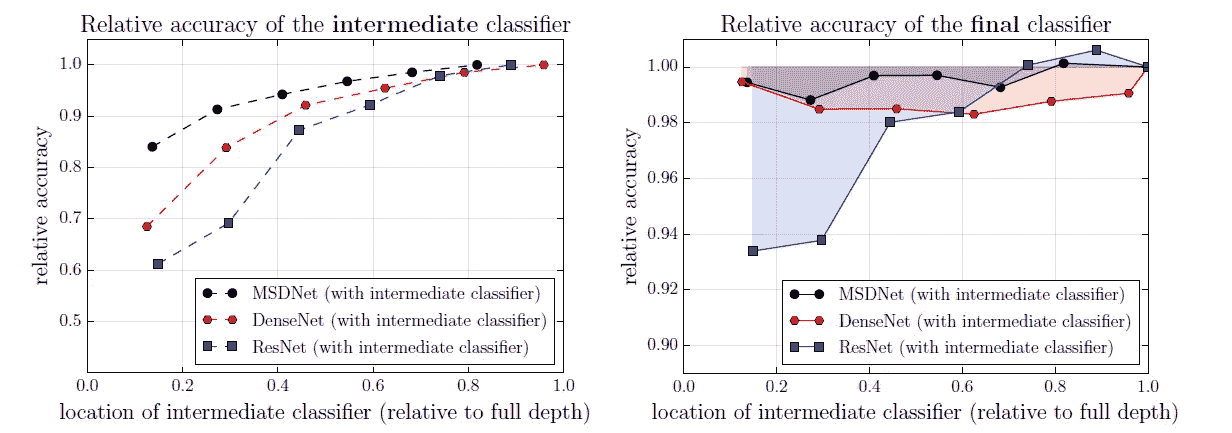 Relative accuracy of the intermediate classifier
relative accuracy
1.0
0.9
0.8
0.7
0.6
0.5
0.0 0.2 0.4 0.6 0.8 1.0
location of intermediate classifier (relative to full depth)
MSDNet (with intermediate classifier)
DenseNet (with intermediate classifier)
ResNet (with intermediate classifier)
Relative accuracy of the final classifier
relative accuracy
1.00
0.98
0.96
0.94
0.92
0.90
0.0 0.2 0.4 0.6 0.8 1.0
location of intermediate classifier (relative to full depth)
MSDNet (with intermediate classifier)
DenseNet (with intermediate classifier)
ResNet (with intermediate classifier)